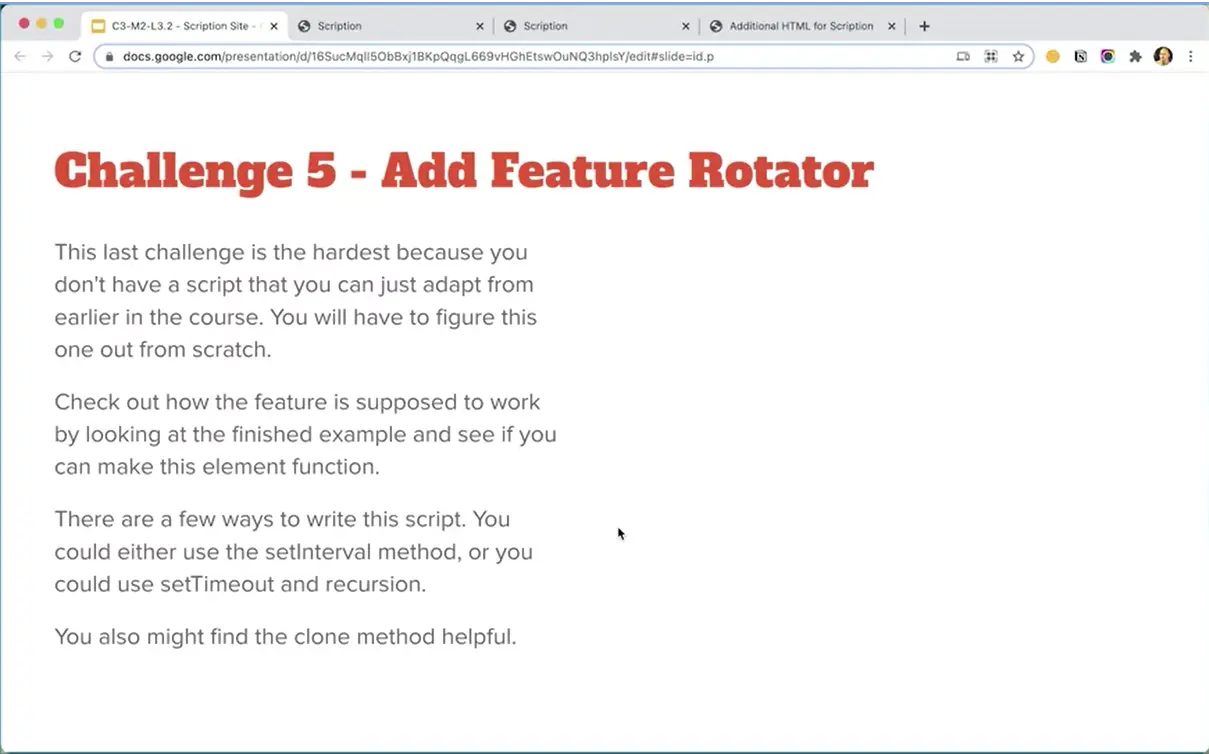 C3-M2-L3.2 - Scription Site -
Scription
Scription
Additional HTML for Scription
docs.google.com/presentation/d/16SucMqlI5ObBxj1BKpQqgL669vHGhEtswOuNQ3hplsY/edit#slide=id.p
Challenge 5 - Add Feature Rotator
This last challenge is the hardest because you
don't have a script that you can just adapt from
earlier in the course. You will have to figure this
one out from scratch.
Check out how the feature is supposed to work
by looking at the finished example and see if you
can make this element function.
There are a few ways to write this script. You
could either use the setInterval method, or you
could use setTimeout and recursion.
You also might find the clone method helpful.